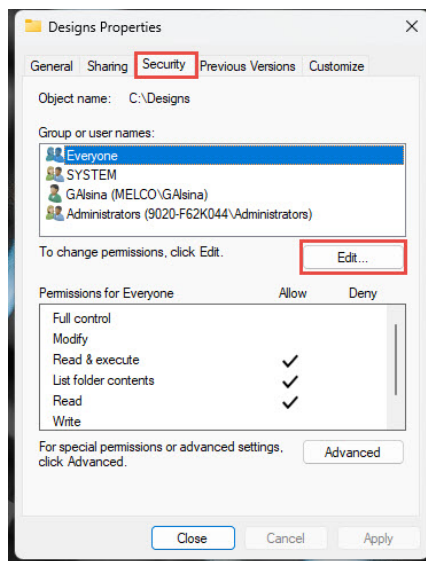 Designs Properties
General Sharing Security Previous Versions Customize
Object name: C:\Designs
Group or user names:
Everyone
SYSTEM
GAlsina (MELCO\GAlsina)
Administrators (9020-F62K044\Administrators)
To change permissions, click Edit.
Edit...
Permissions for Everyone Allow Deny
Full control
Modify
Read & execute
List folder contents
Read
Write
For special permissions or advanced settings,
click Advanced.
Advanced
Close Cancel Apply